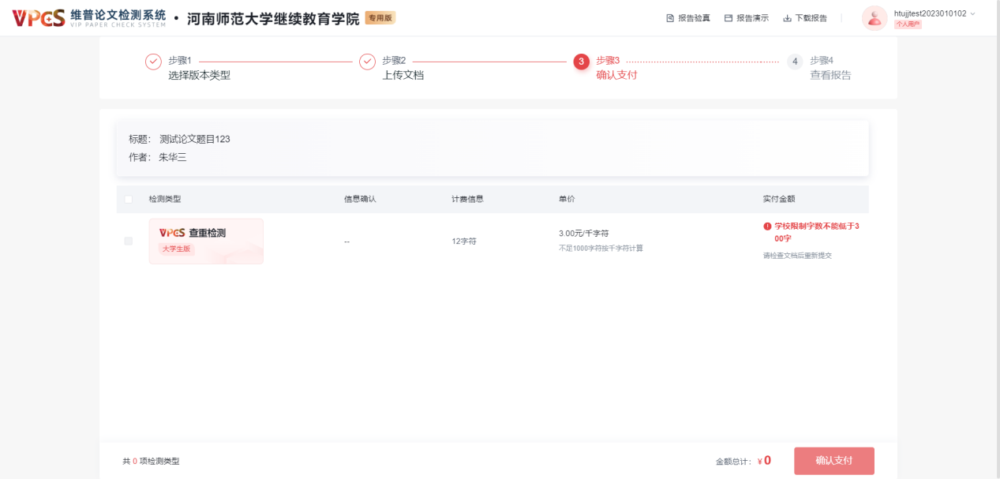 VPCS 维普论文检测系统 · 河南师范大学继续教育学院 专用版 报告验真 报告演示 下载报告 htujjtest2023010102
VIP PAPER CHECK SYSTEM 个人用户
步骤1 步骤2 3 步骤3 4 步骤4
选择版本类型 上传文档 确认支付 查看报告
标题： 测试论文题目123
作者： 朱华三
检测类型 信息确认 计费信息 单价 实付金额
VPCS 查重检测
大学生版
--
12字符
3.00元/千字符
不足1000字符按千字符计算
学校限制字数不能低于3
00字
请检查文档后重新提交
共 0 项检测类型 金额总计： ¥ 0 确认支付